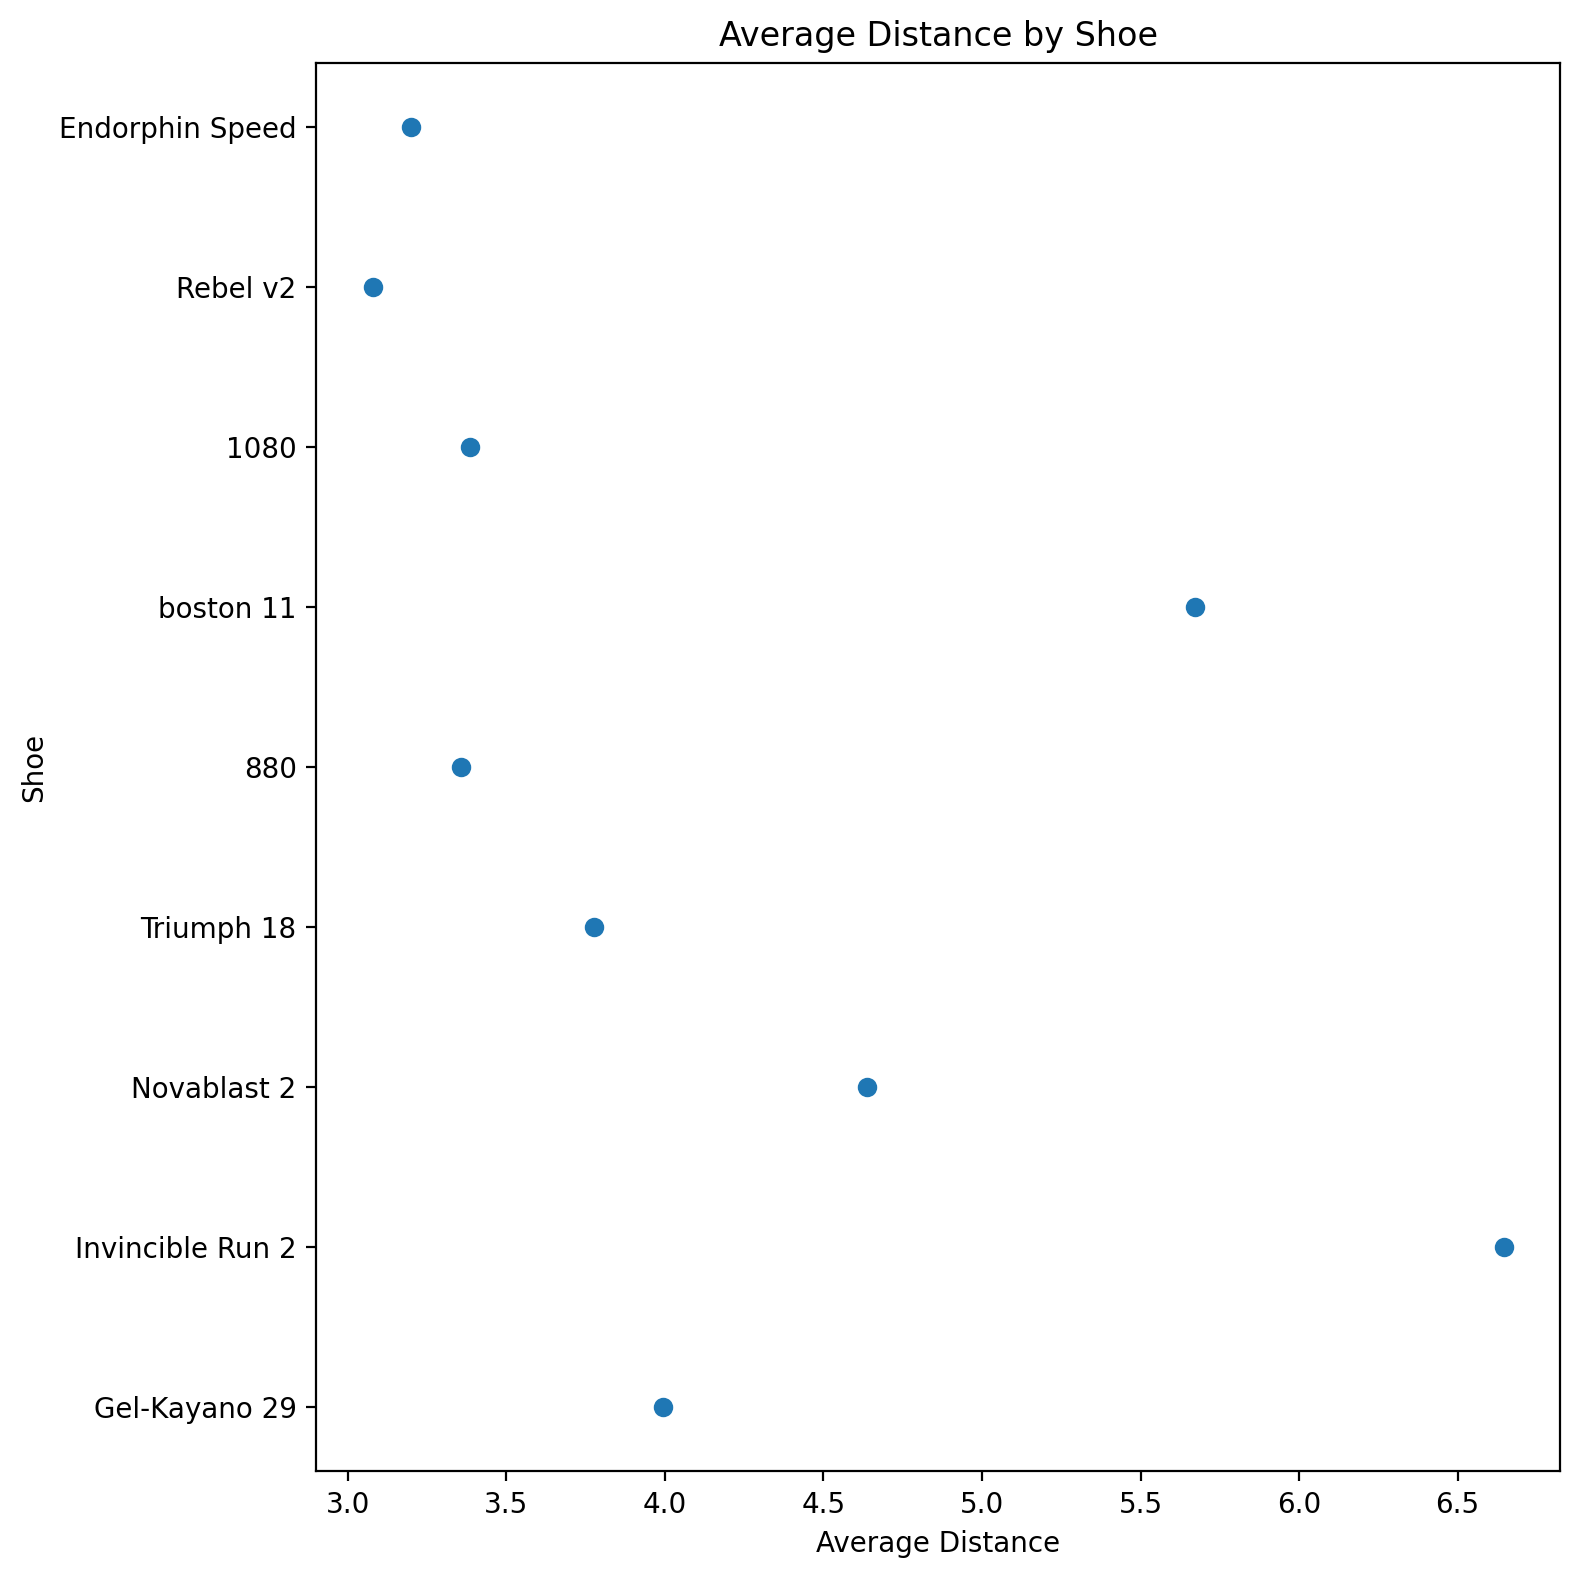 Average Distance by Shoe
Endorphin Speed
Rebel v2
1080
boston 11
880
Triumph 18
Novablast 2
Invincible Run 2
Gel-Kayano 29
Shoe
3.0 3.5 4.0 4.5 5.0 5.5 6.0 6.5
Average Distance